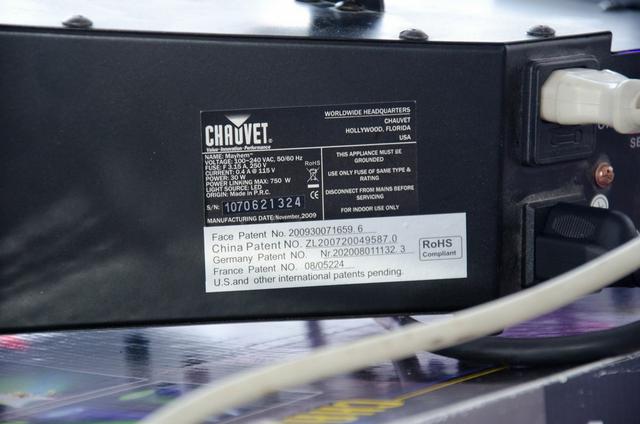 CHAUVET
Value · Innovation · Performance
WORLDWIDE HEADQUARTERS
CHAUVET
HOLLYWOOD, FLORIDA
USA
NAME: Mayhem™
VOLTAGE: 100~240 VAC, 50/60 Hz
FUSE: F 3.15 A, 250 V
CURRENT: 0.4 A @ 115 V
POWER: 30 W
POWER LINKING MAX: 750 W
LIGHT SOURCE: LED
ORIGIN: Made in P.R.C.
RoHS
CE
S/N: 1070621324
MANUFACTURING DATE: November, 2009
THIS APPLIANCE MUST BE
GROUNDED
USE ONLY FUSE OF SAME TYPE &
RATING
DISCONNECT FROM MAINS BEFORE
SERVICING
FOR INDOOR USE ONLY
Face Patent No. 200930071659.6
China Patent NO. ZL200720049587.0
Germany Patent NO. Nr.202008011132.3
France Patent NO. 08/05224
U.S.and other international patents pending.
RoHS
Compliant